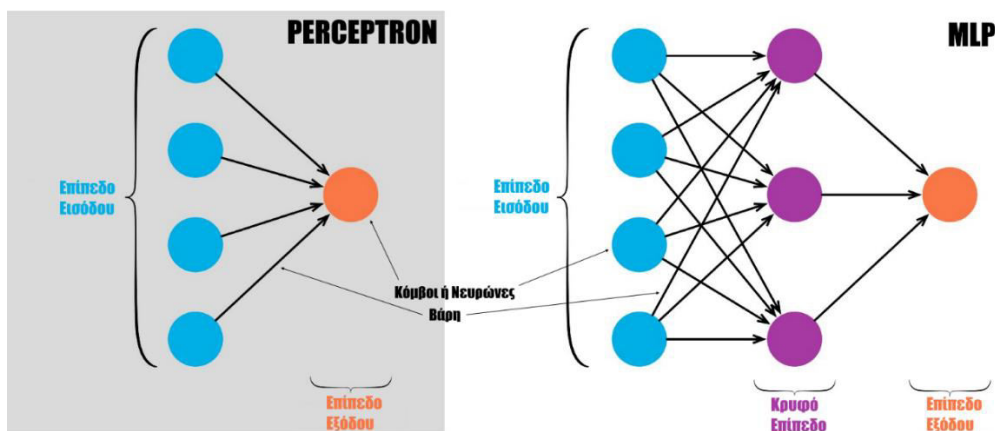 PERCEPTRON
MLP
Επίπεδο
Εισόδου
Επίπεδο
Εισόδου
Κόμβοι ή Νευρώνες
Βάρη
Επίπεδο
Εξόδου
Κρυφό
Επίπεδο
Επίπεδο
Εξόδου